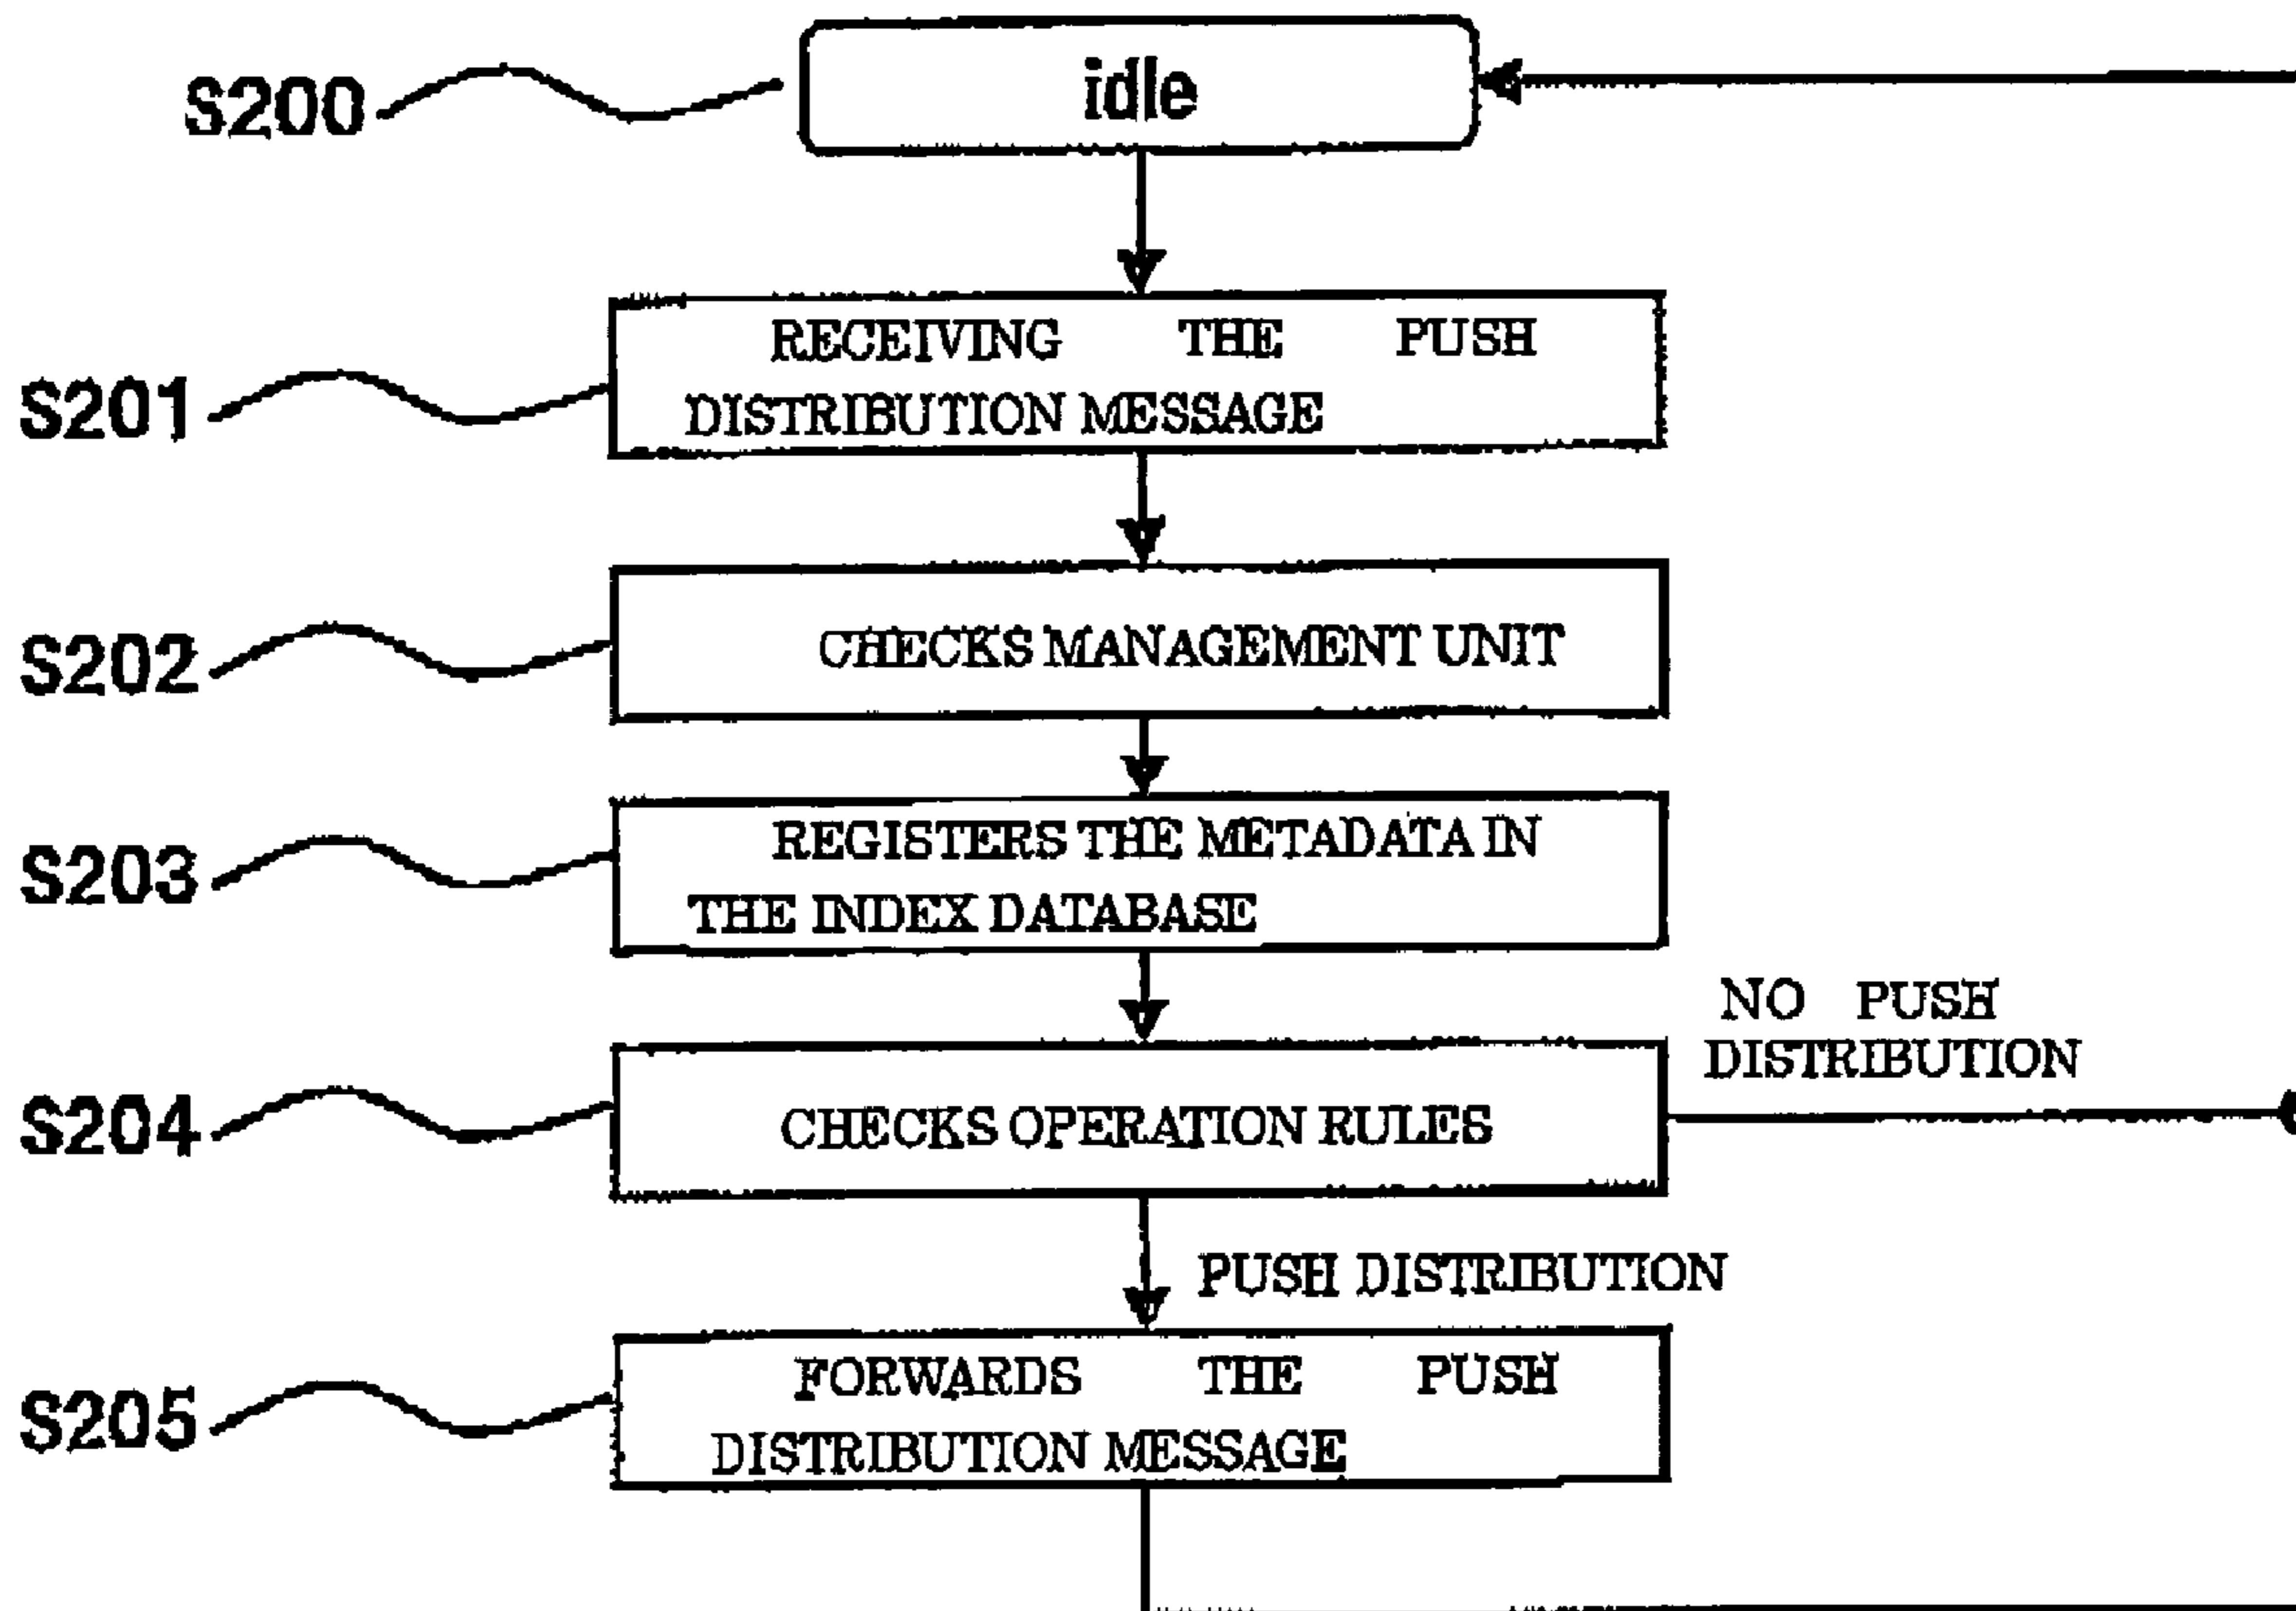 S200
idle
S201
RECEIVING THE PUSH
DISTRIBUTION MESSAGE
S202
CHECKS MANAGEMENT UNIT
S203
REGISTERS THE METADATA IN
THE INDEX DATABASE
NO PUSH
DISTRIBUTION
S204
CHECKS OPERATION RULES
PUSH DISTRIBUTION
S205
FORWARDS THE PUSH
DISTRIBUTION MESSAGE